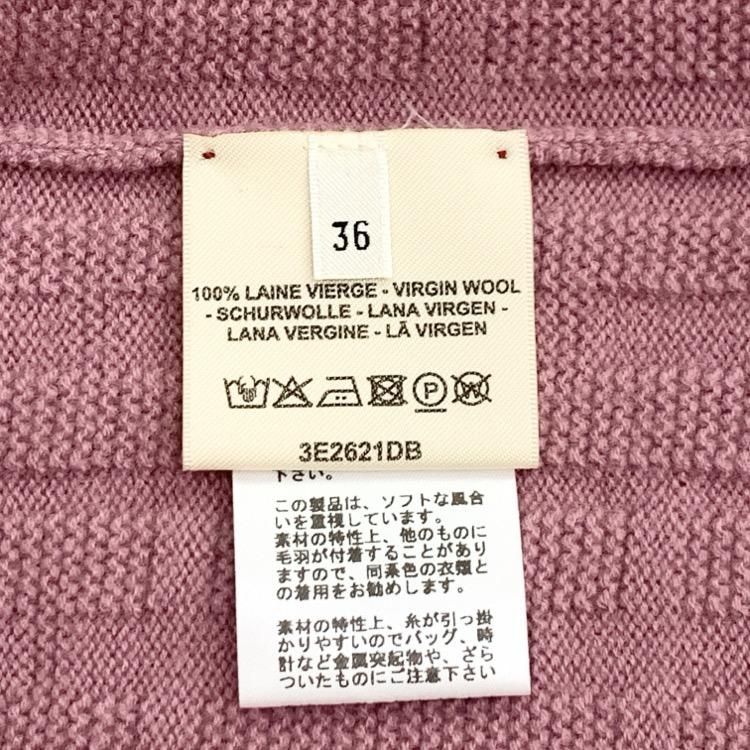 36
100% LAINE VIERGE - VIRGIN WOOL
- SCHURWOLLE - LANA VIRGEN -
LANA VERGINE - LÃ VIRGEN
P W
3E2621DB
下さい。
この製品は、ソフトな風合
いを重視しています。
素材の特性上、他のものに
毛羽が付着することがあり
ますので、同系色の衣類と
の着用をお勧めします。
素材の特性上、糸が引っ掛
かりやすいのでバッグ、時
計など金属突起物や、ざら
ついたものにご注意下さい